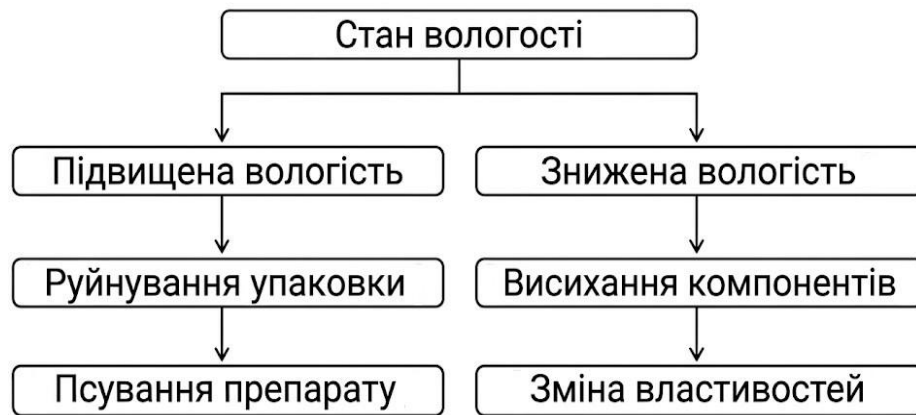 Стан вологості
Підвищена вологість
Знижена вологість
Руйнування упаковки
Висихання компонентів
Псування препарату
Зміна властивостей